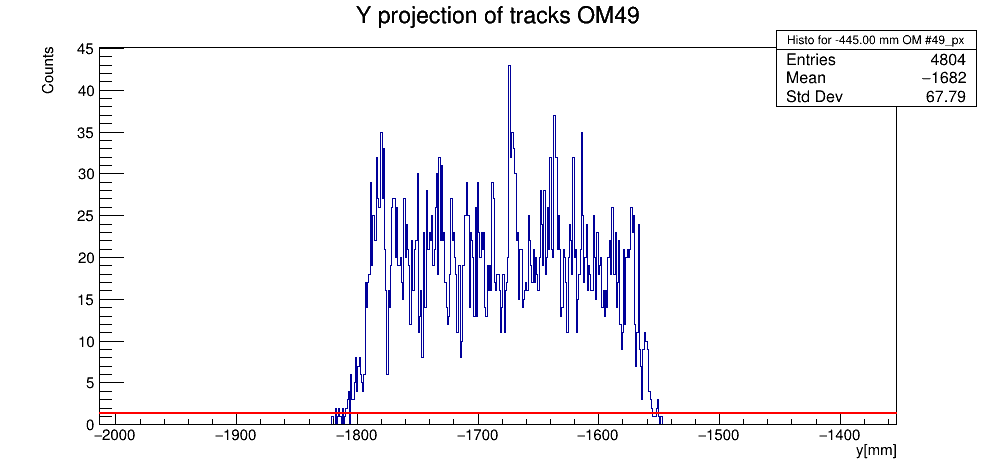 Y projection of tracks OM49
Histo for -445.00 mm OM #49_px
Entries 4804
Mean −1682
Std Dev 67.79
Counts
45
40
35
30
25
20
15
10
5
0
−2000 −1900 −1800 −1700 −1600 −1500 −1400
y[mm]